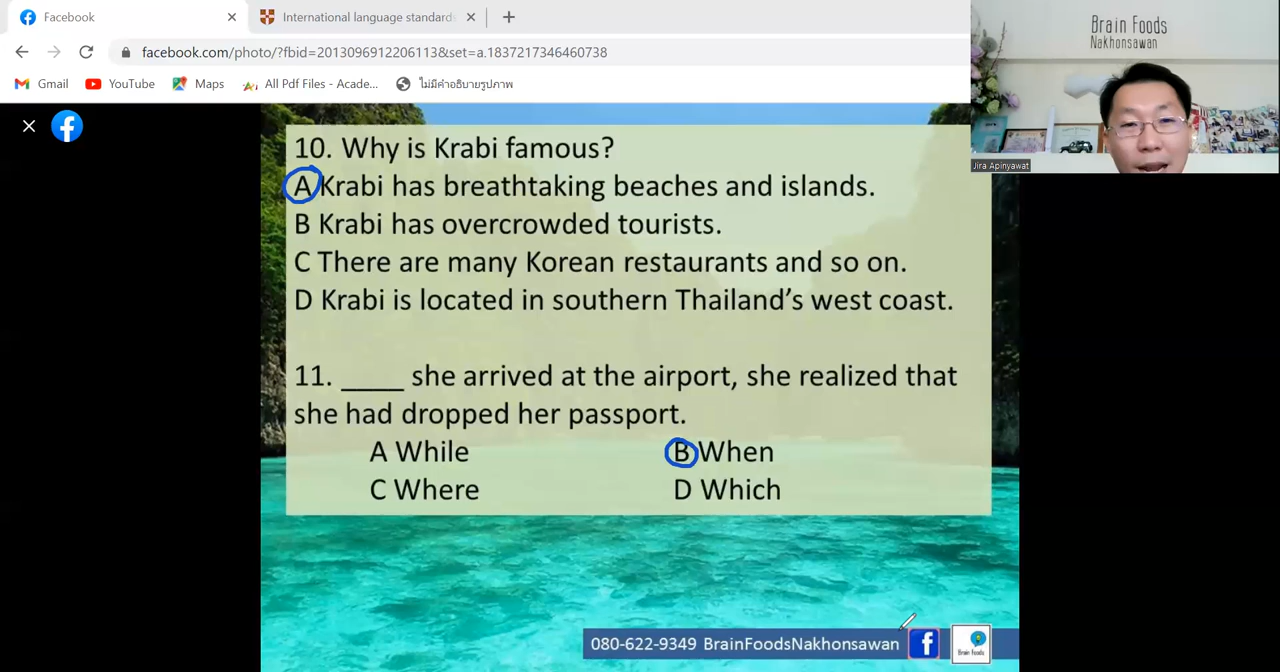 Facebook
International language standards
facebook.com/photo/?fbid=2013096912206113&set=a.1837217346460738
Gmail
YouTube
Maps
All Pdf Files - Acade...
ไม่มีคำอธิบายรูปภาพ
Brain Foods
Nakhonsawan
Jira Apinyawat
10. Why is Krabi famous?
A Krabi has breathtaking beaches and islands.
B Krabi has overcrowded tourists.
C There are many Korean restaurants and so on.
D Krabi is located in southern Thailand’s west coast.
11. ____ she arrived at the airport, she realized that
she had dropped her passport.
A While
B When
C Where
D Which
080-622-9349 BrainFoodsNakhonsawan
Brain Foods